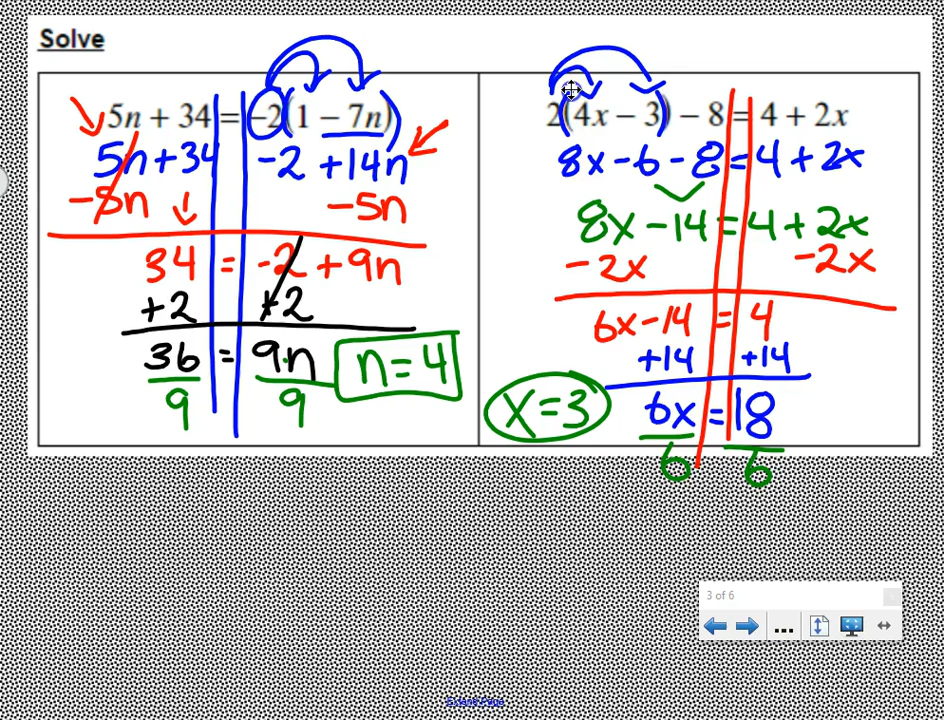 Solve
5n + 34 = -2(1 - 7n)
5n + 34 -2 + 14n
-5n -5n
34 = -2 + 9n
+2 +2
36 = 9n
9 9
n = 4
2(4x - 3) - 8 = 4 + 2x
8x - 6 - 8 = 4 + 2x
8x - 14 = 4 + 2x
-2x -2x
6x - 14 = 4
+14 +14
6x = 18
6 6
x = 3
3 of 6
...
Extend Page